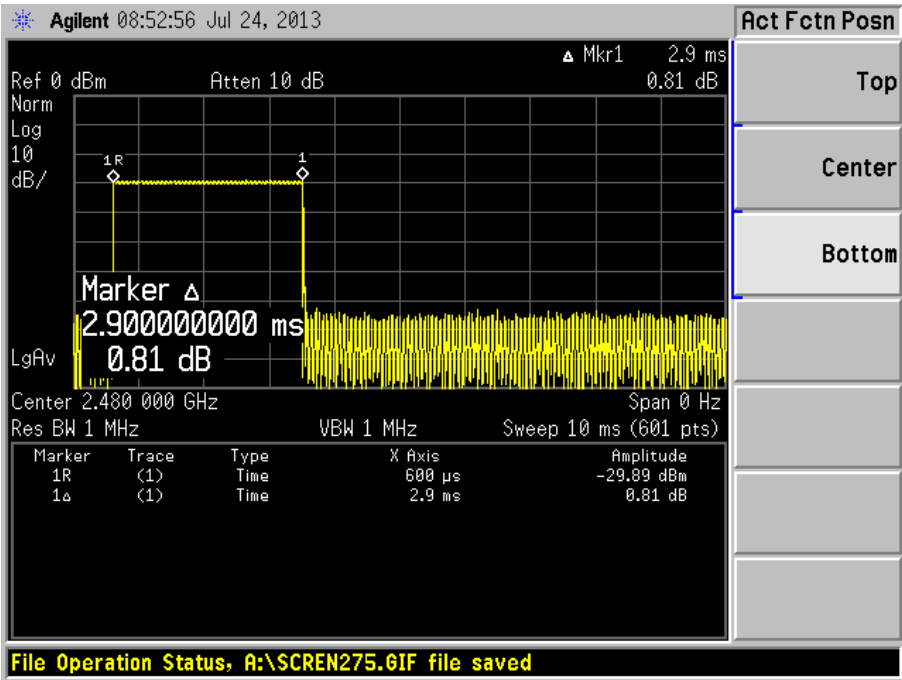 Agilent 08:52:56 Jul 24, 2013
Act Fctn Posn
Δ Mkr1 2.9 ms
Ref 0 dBm Atten 10 dB 0.81 dB
Norm
Log
10
dB/
1R
1
Marker Δ
2.900000000 ms
0.81 dB
LgAv
Center 2.480 000 GHz Span 0 Hz
Res BW 1 MHz VBW 1 MHz Sweep 10 ms (601 pts)
Marker Trace Type X Axis Amplitude
1R (1) Time 600 μs -29.89 dBm
1Δ (1) Time 2.9 ms 0.81 dB
Top
Center
Bottom
File Operation Status, A:\SCREN275.GIF file saved